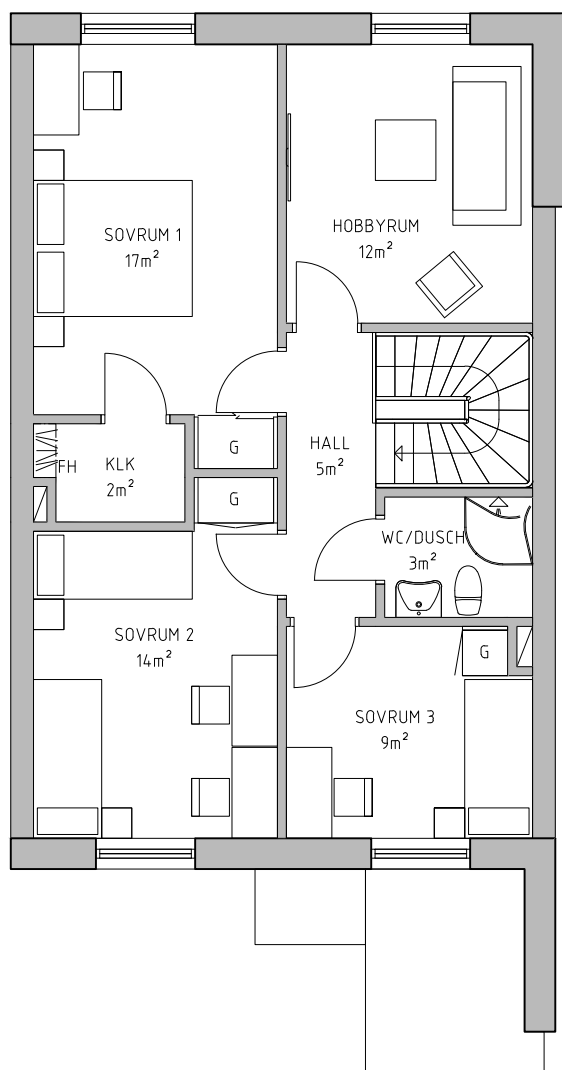 SOVRUM 1
17m²
HOBBYRUM
12m²
G
HALL
5m²
FH
KLK
2m²
G
WC/DUSCH
3m²
SOVRUM 2
14m²
G
SOVRUM 3
9m²